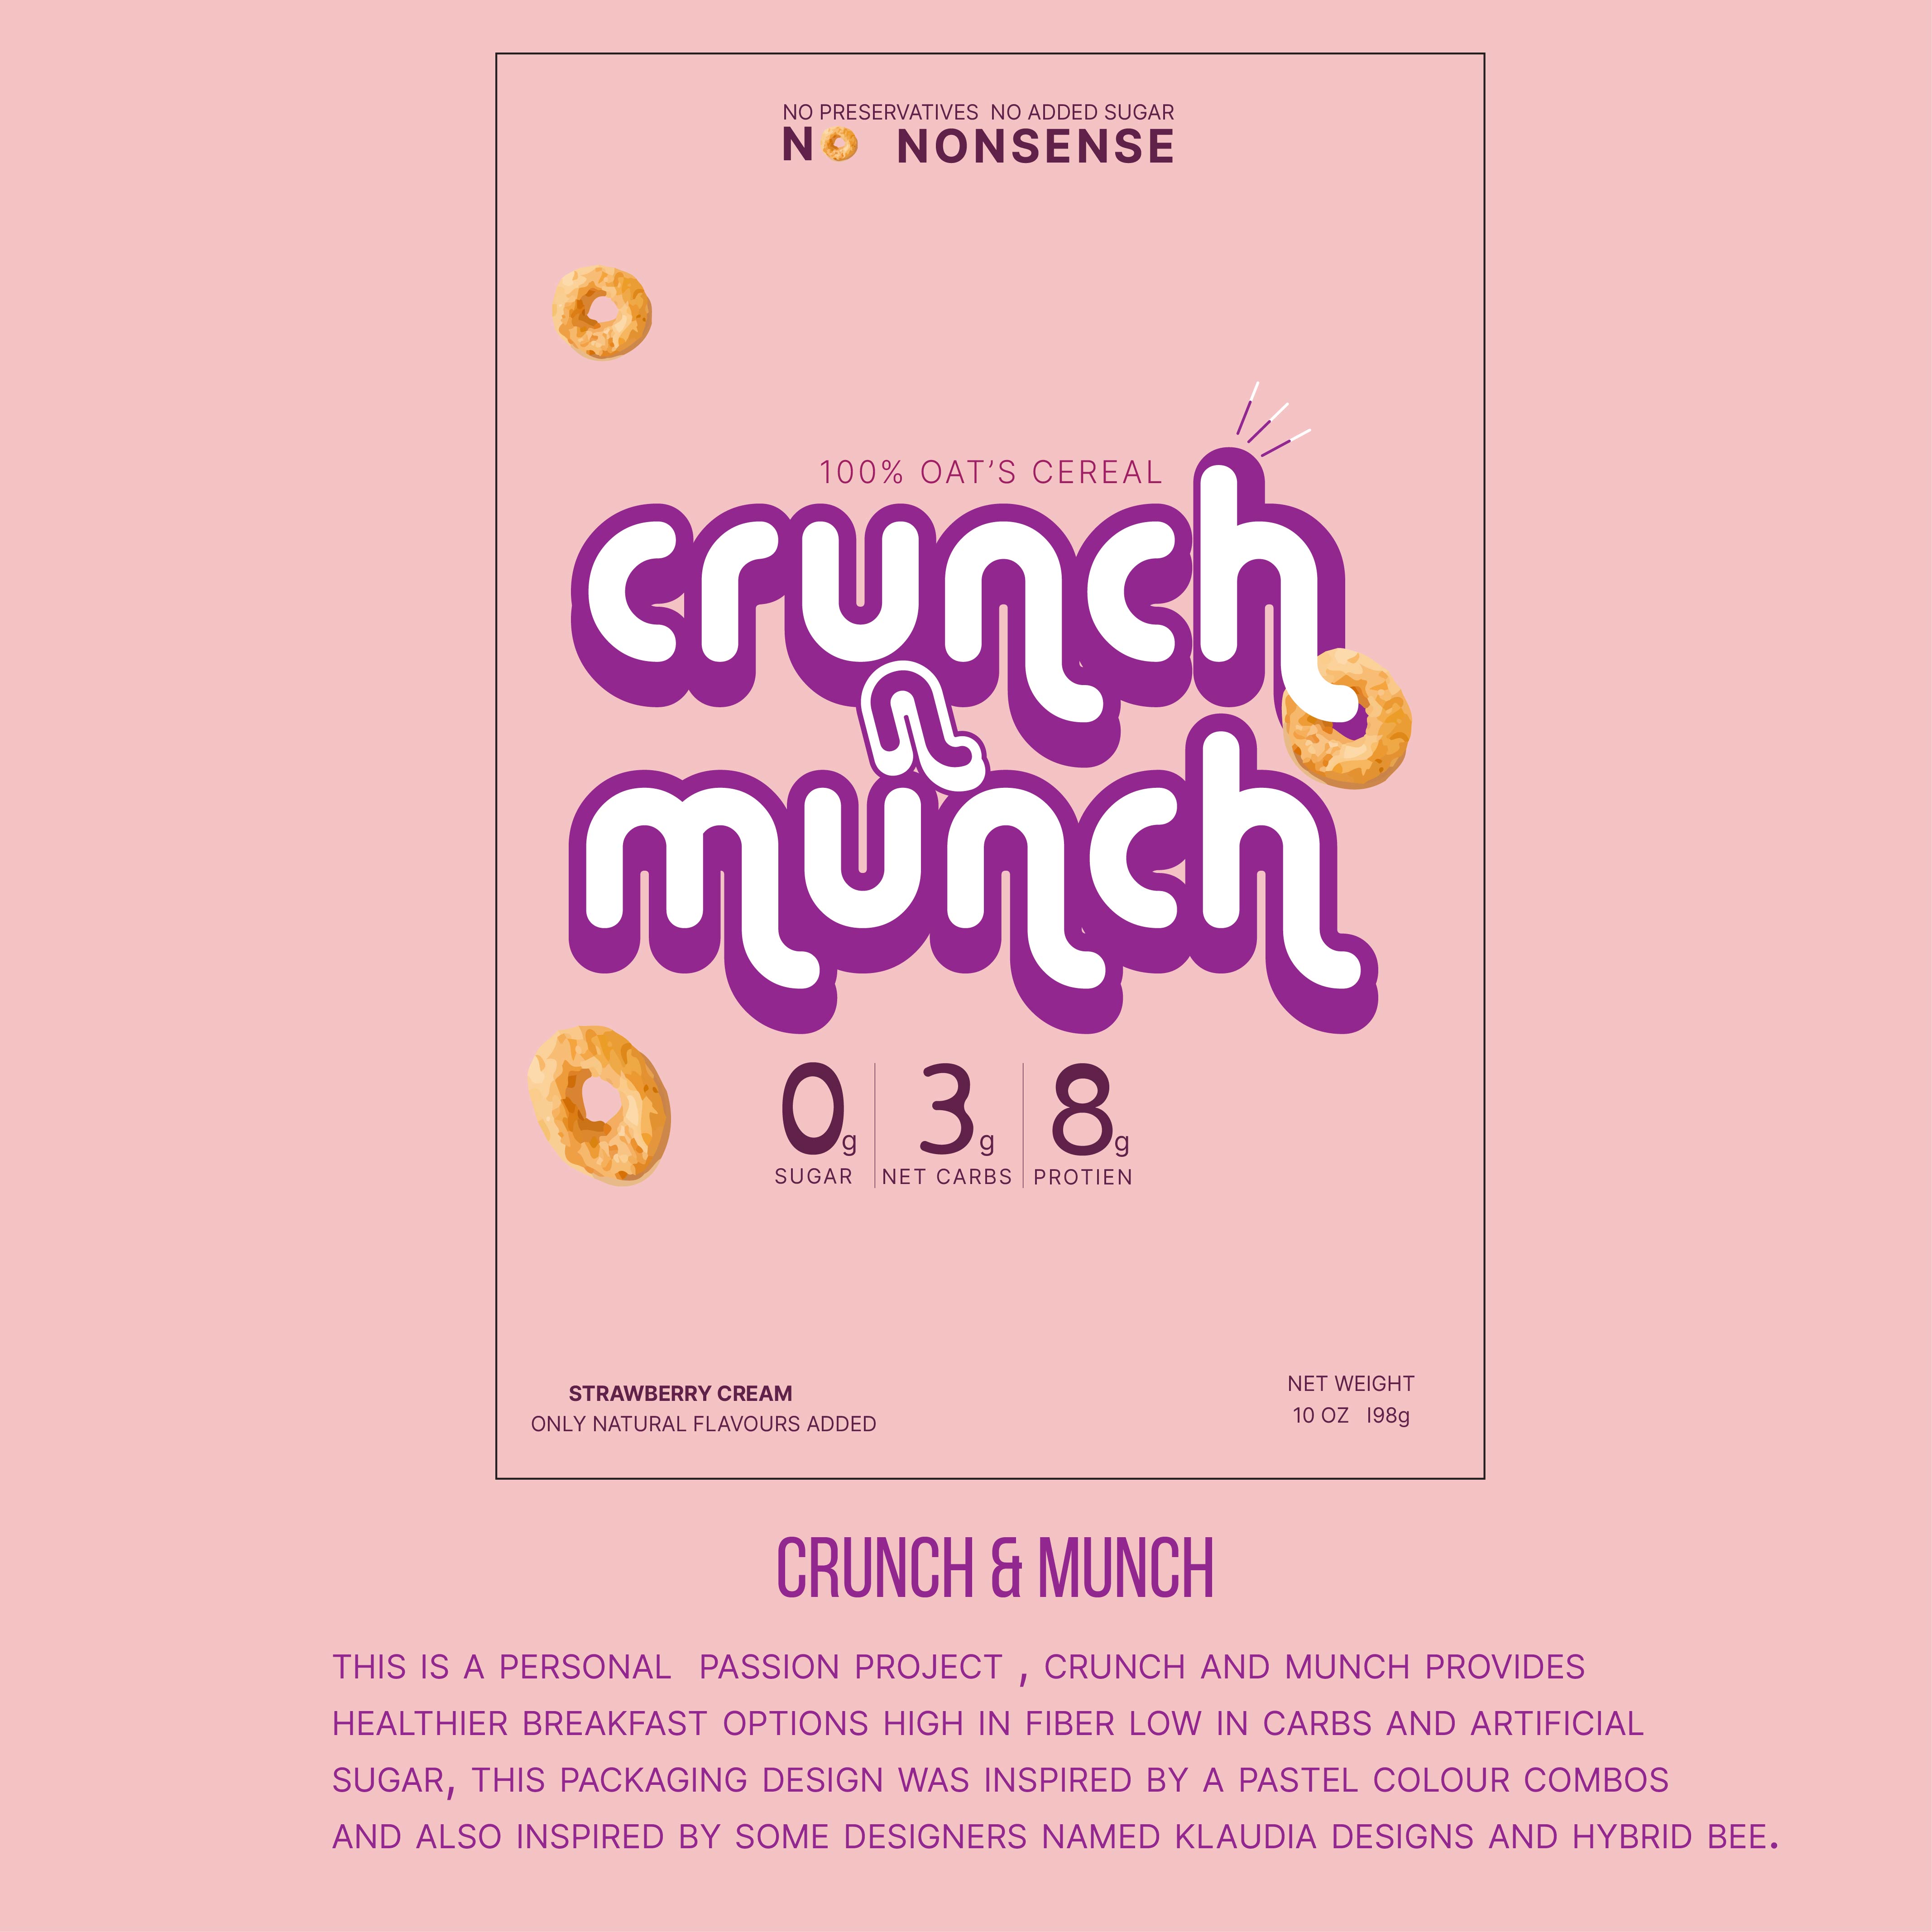 NO PRESERVATIVES NO ADDED SUGAR
NO NONSENSE
100% OAT'S CEREAL
crunch
n
munch
0g 3g 8g
SUGAR NET CARBS PROTIEN
STRAWBERRY CREAM
ONLY NATURAL FLAVOURS ADDED
NET WEIGHT
10 OZ I98g
CRUNCH & MUNCH
THIS IS A PERSONAL PASSION PROJECT , CRUNCH AND MUNCH PROVIDES
HEALTHIER BREAKFAST OPTIONS HIGH IN FIBER LOW IN CARBS AND ARTIFICIAL
SUGAR, THIS PACKAGING DESIGN WAS INSPIRED BY A PASTEL COLOUR COMBOS
AND ALSO INSPIRED BY SOME DESIGNERS NAMED KLAUDIA DESIGNS AND HYBRID BEE.